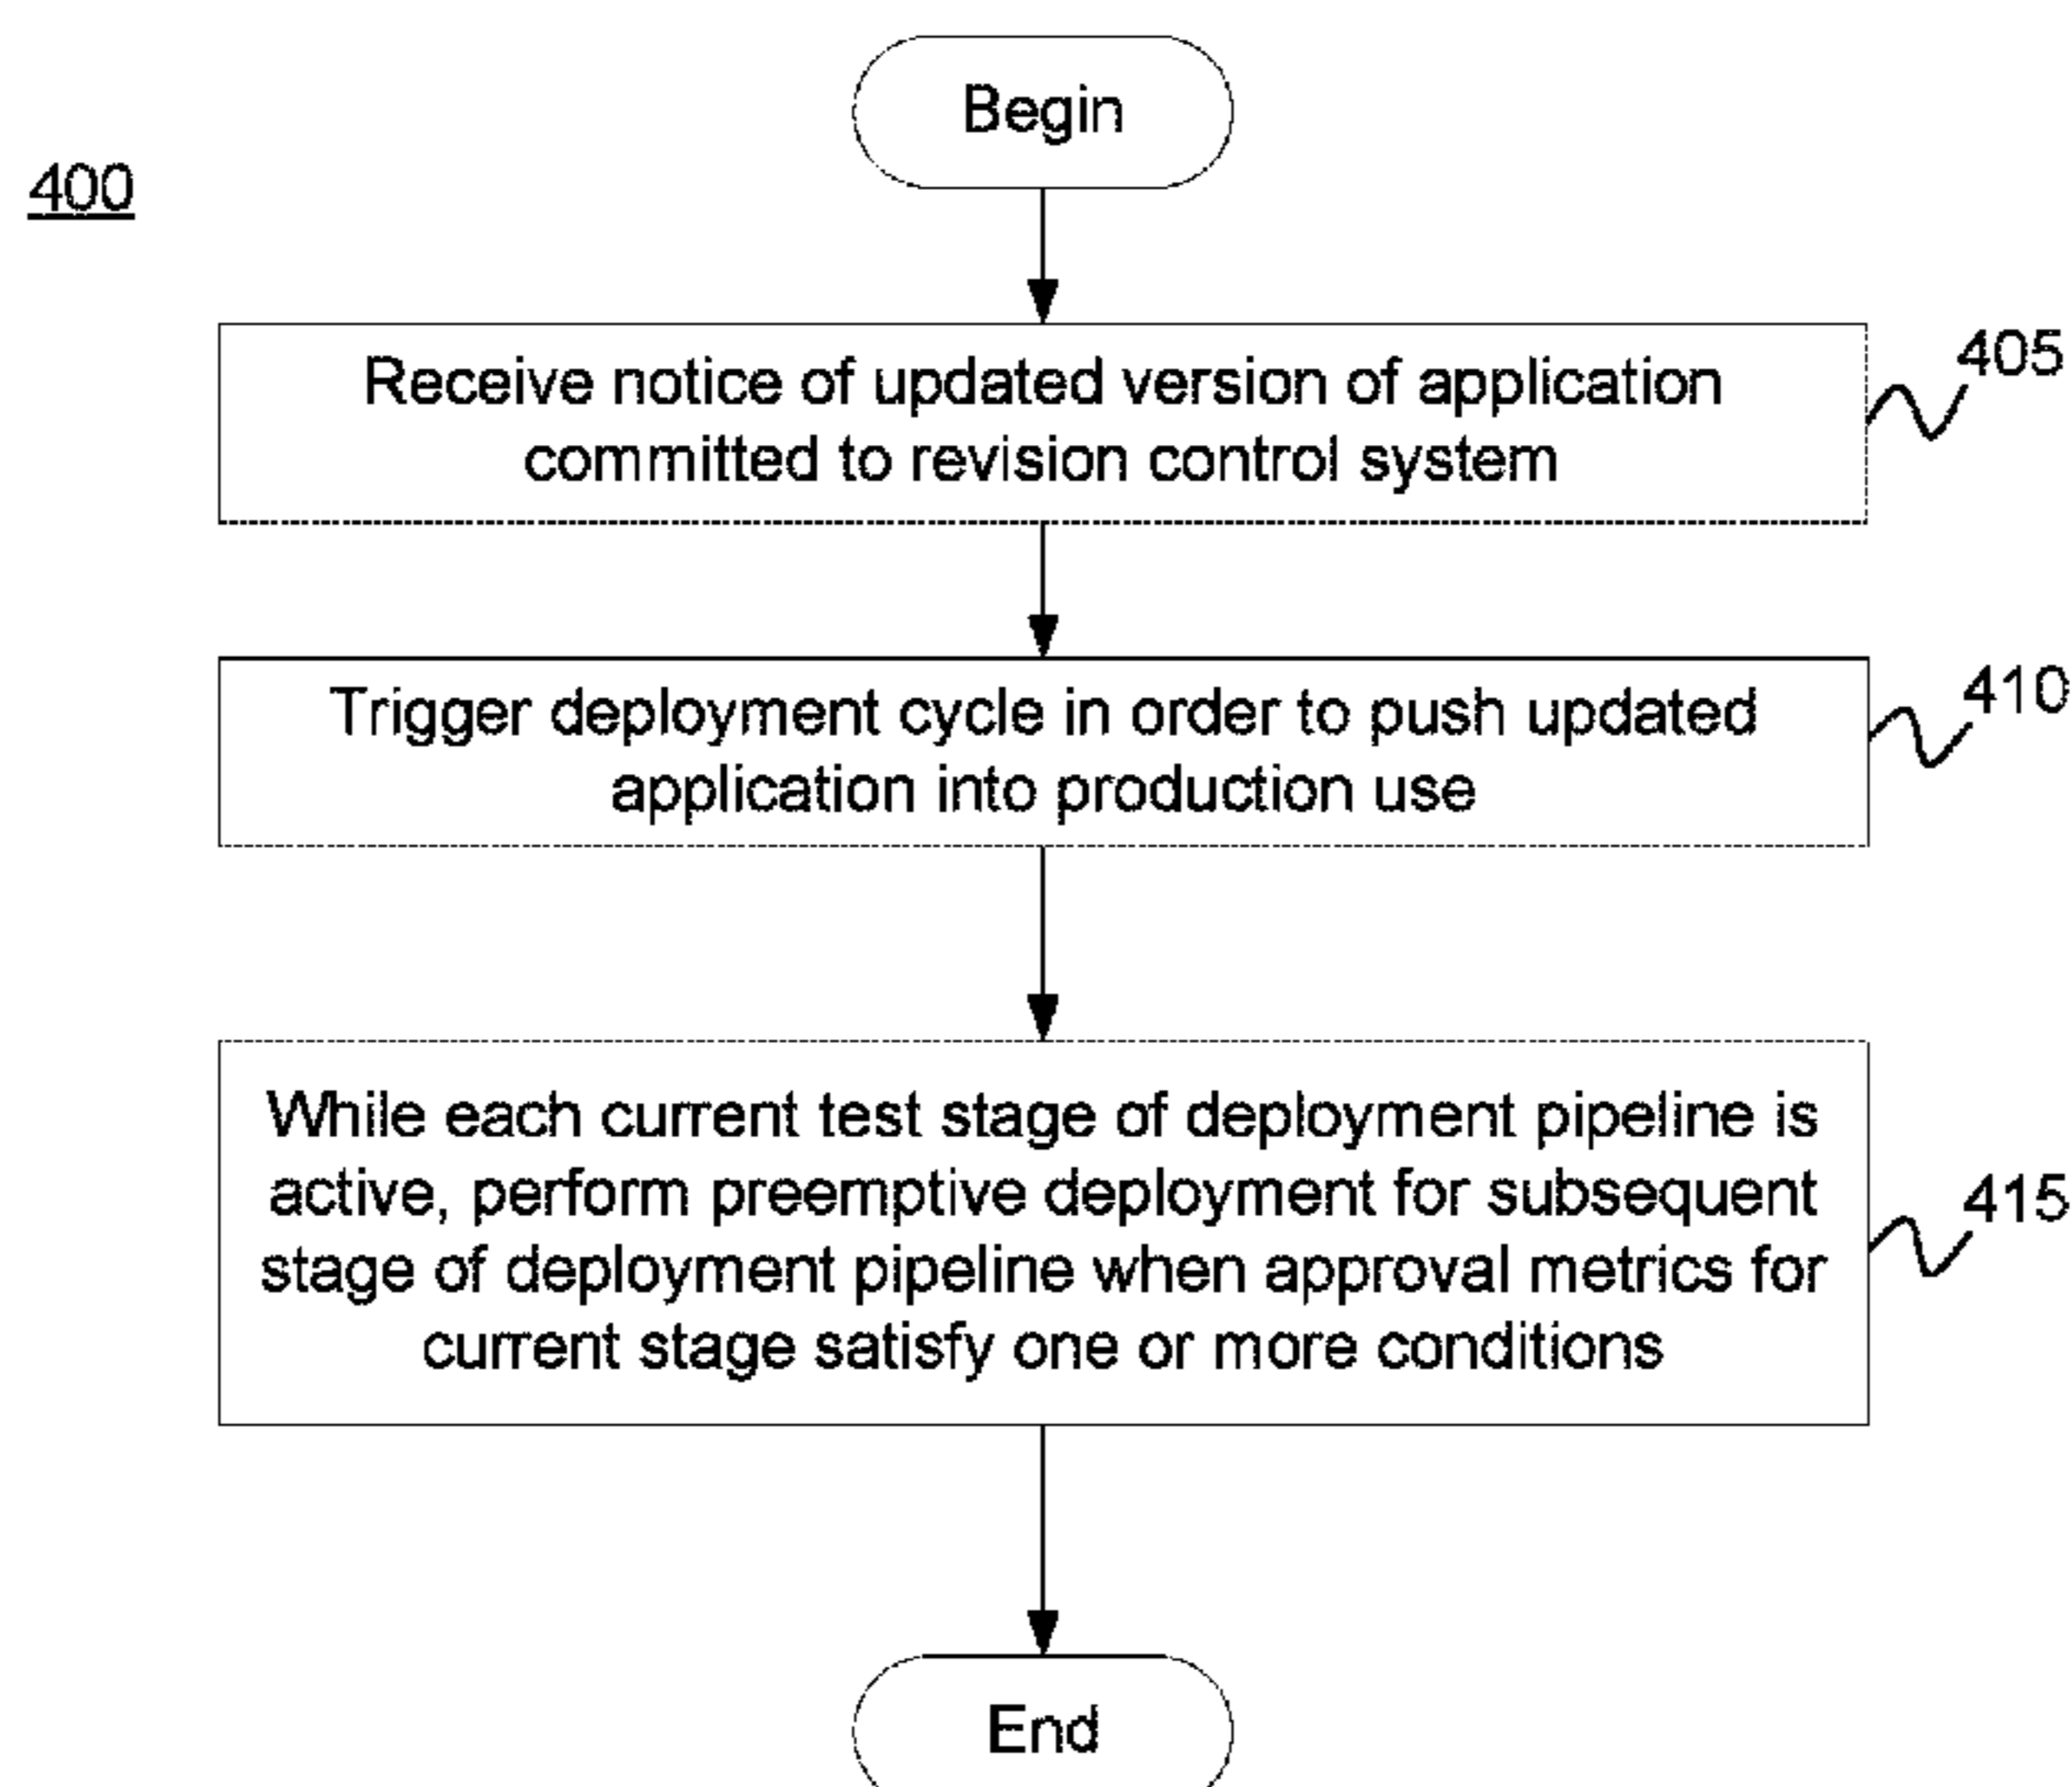 Begin
400
Receive notice of updated version of application
committed to revision control system
405
Trigger deployment cycle in order to push updated
application into production use
410
While each current test stage of deployment pipeline is
active, perform preemptive deployment for subsequent
stage of deployment pipeline when approval metrics for
current stage satisfy one or more conditions
415
End